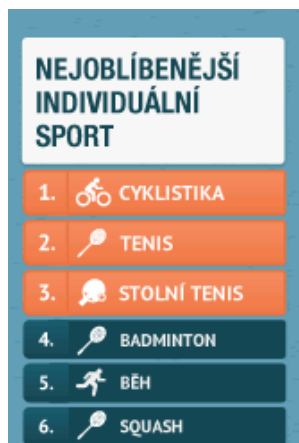 NEJOBLÍBENĚJŠÍ
INDIVIDUÁLNÍ
SPORT
1. CYKLISTIKA
2. TENIS
3. STOLNÍ TENIS
4. BADMINTON
5. BĚH
6. SQUASH